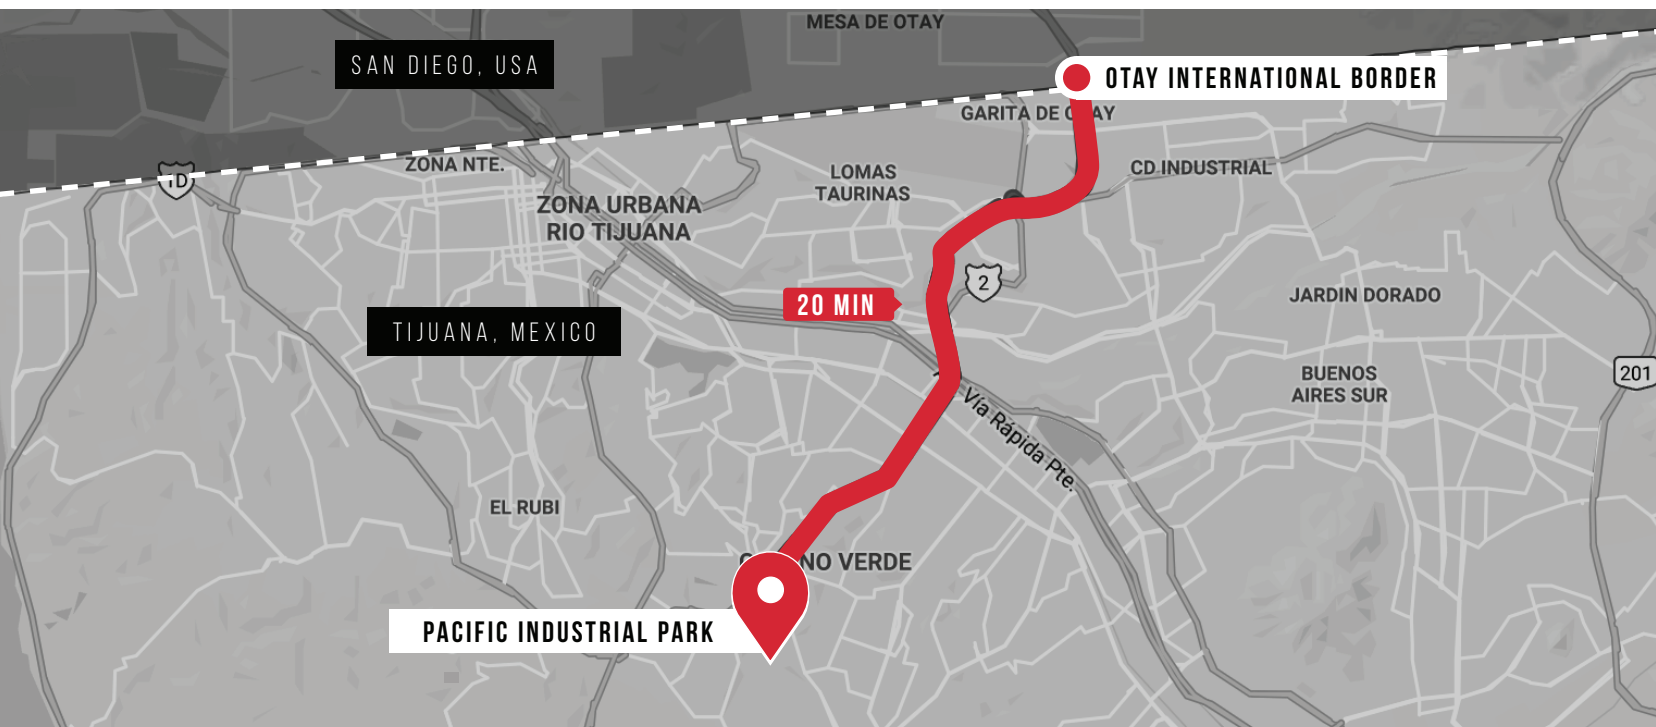 MESA DE OTAY
SAN DIEGO, USA
OTAY INTERNATIONAL BORDER
GARITA DE OTAY
ZONA NTE.
1D
LOMAS
TAURINAS
CD INDUSTRIAL
ZONA URBANA
RIO TIJUANA
2
20 MIN
JARDIN DORADO
TIJUANA, MEXICO
BUENOS
AIRES SUR
201
Vía Rápida Pte.
EL RUBI
NO VERDE
PACIFIC INDUSTRIAL PARK